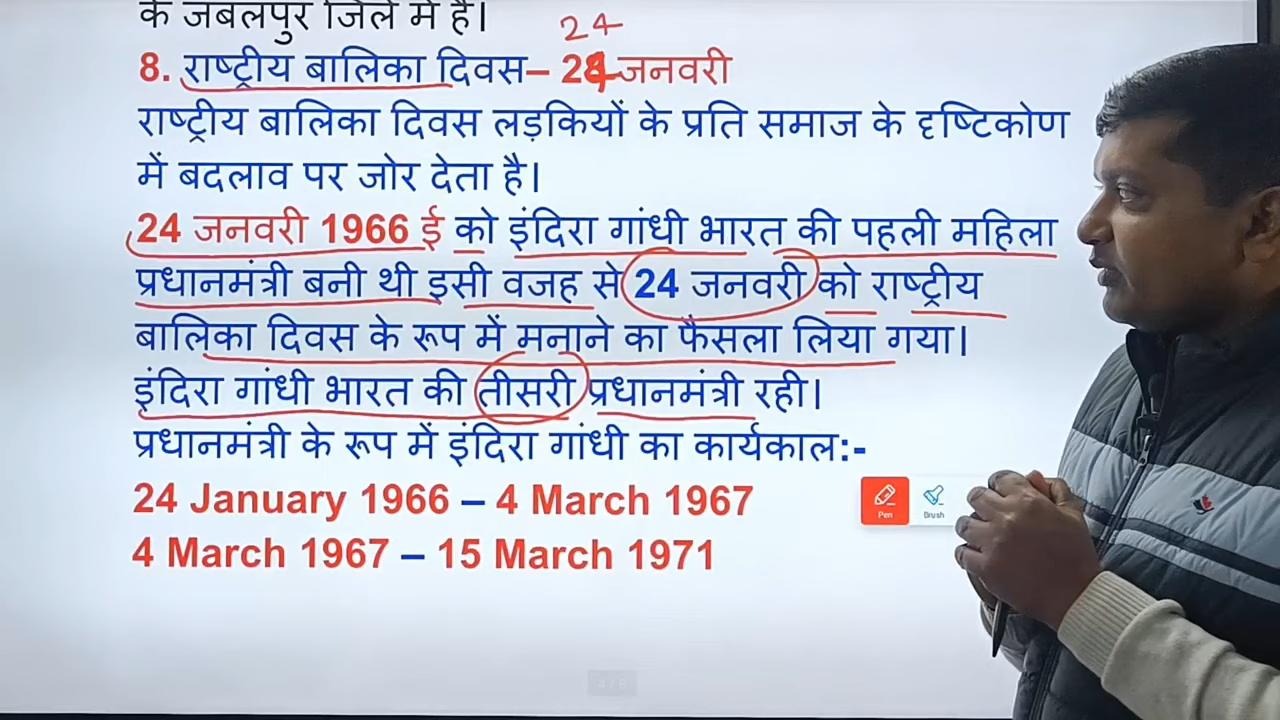 के जबलपुर जिले में है।
24
8. राष्ट्रीय बालिका दिवस– 24 जनवरी
राष्ट्रीय बालिका दिवस लड़कियों के प्रति समाज के दृष्टिकोण
में बदलाव पर जोर देता है।
24 जनवरी 1966 ई को इंदिरा गांधी भारत की पहली महिला
प्रधानमंत्री बनी थी इसी वजह से 24 जनवरी को राष्ट्रीय
बालिका दिवस के रूप में मनाने का फैसला लिया गया।
इंदिरा गांधी भारत की तीसरी प्रधानमंत्री रही।
प्रधानमंत्री के रूप में इंदिरा गांधी का कार्यकाल:-
24 January 1966 – 4 March 1967
Pen Brush
4 March 1967 – 15 March 1971
4 / 8